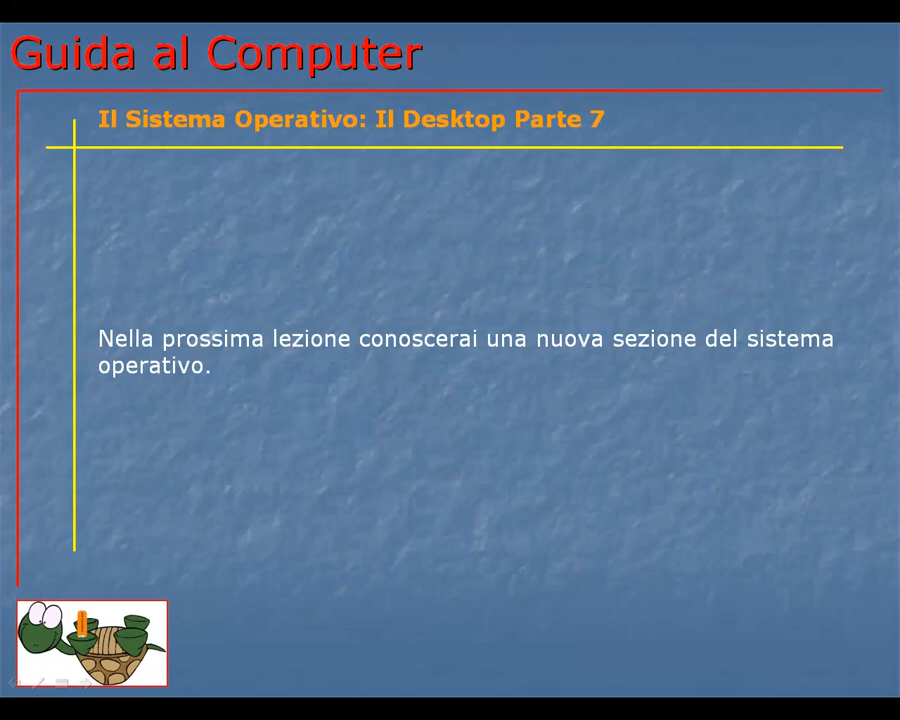 Guida al Computer
Il Sistema Operativo: Il Desktop Parte 7
Nella prossima lezione conoscerai una nuova sezione del sistema
operativo.